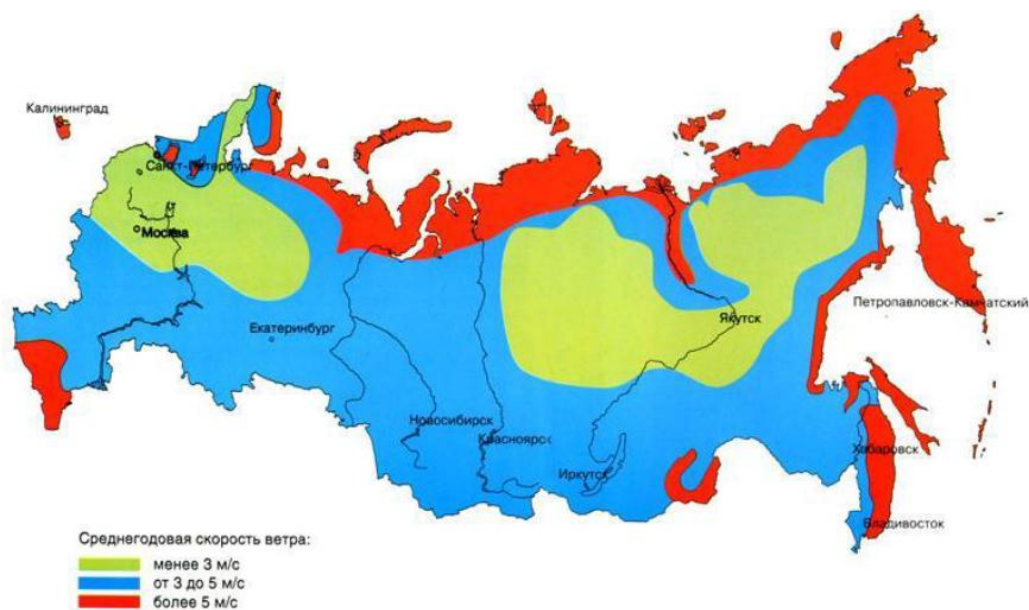 Калининград
Санкт-Петербург
Москва
Петропавловск-Камчатский
Якутск
Екатеринбург
Новосибирск
Красноярск
Хабаровск
Иркутск
Владивосток
Среднегодовая скорость ветра:
менее 3 м/с
от 3 до 5 м/с
более 5 м/с